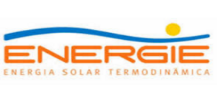 ENERGIE
ENERGIA SOLAR TERMODINÂMICA